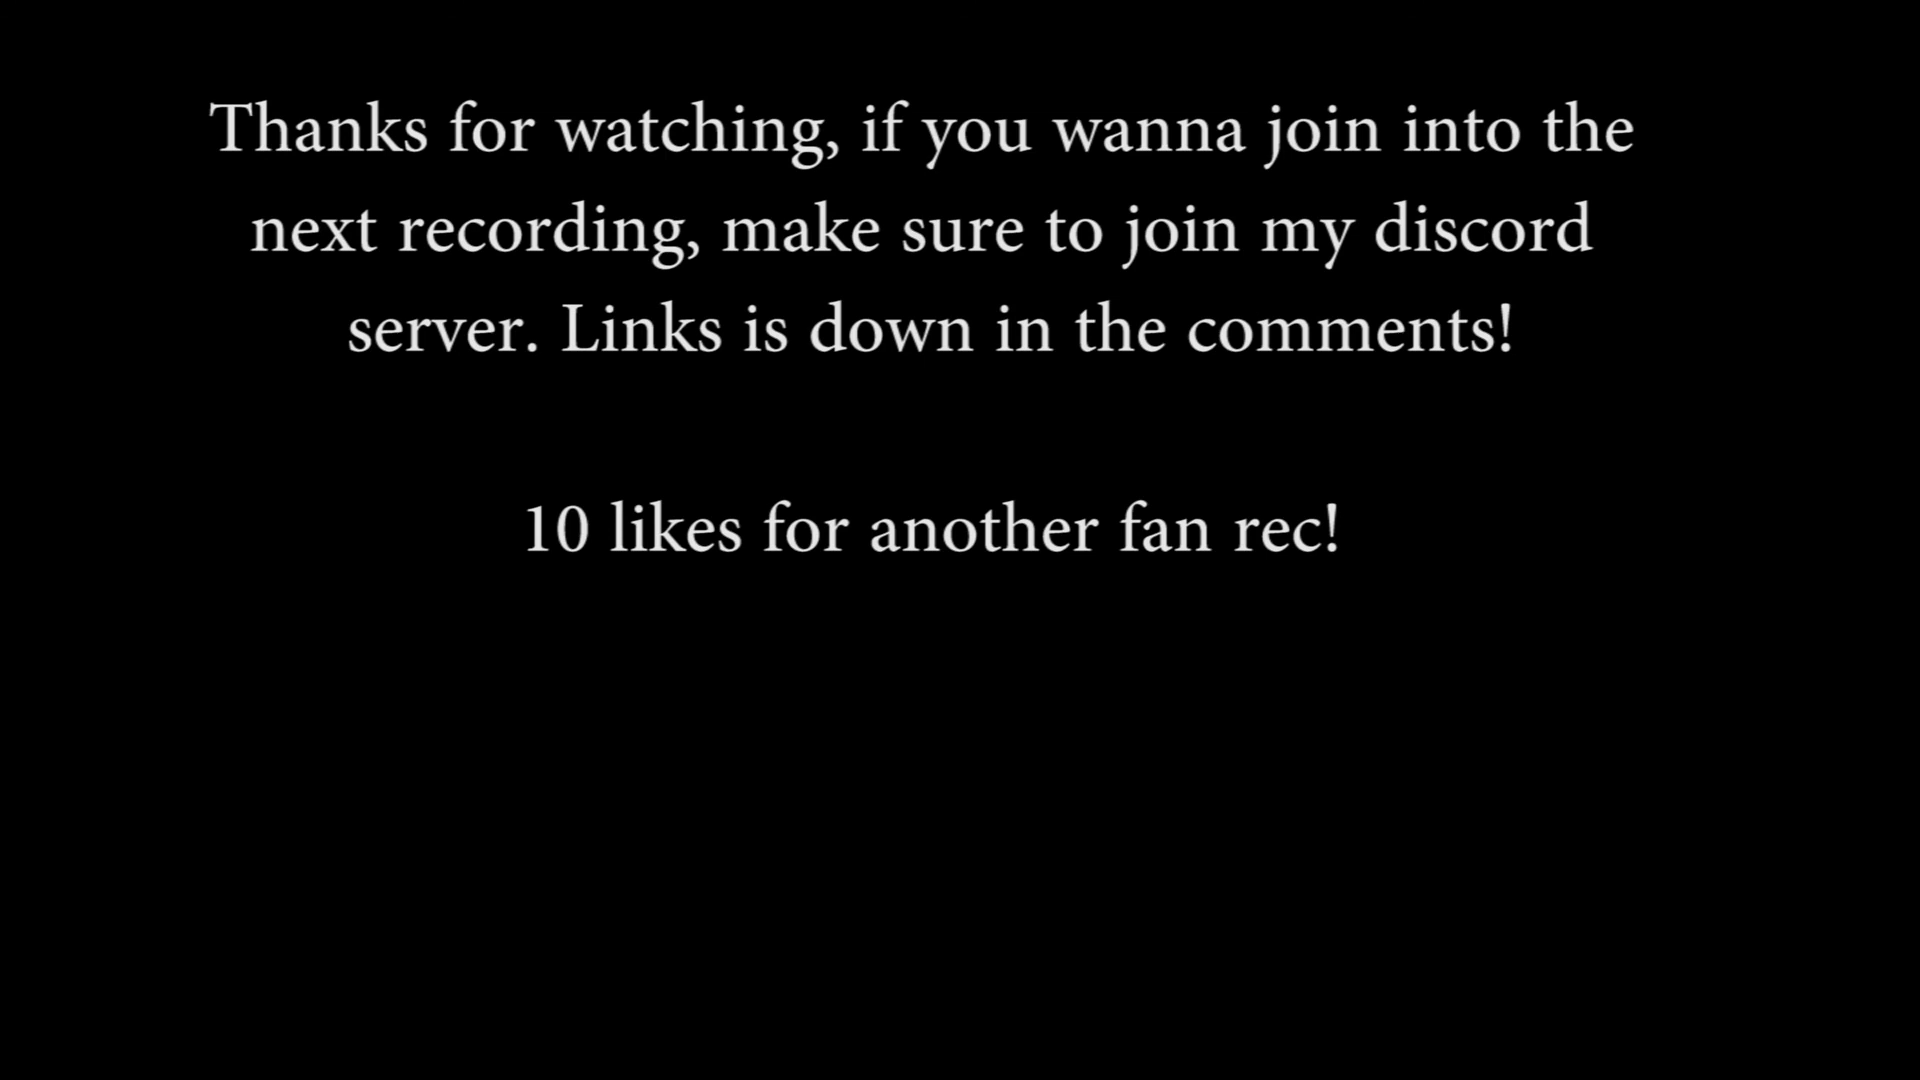 Thanks for watching, if you wanna join into the
next recording, make sure to join my discord
server. Links is down in the comments!
10 likes for another fan rec!